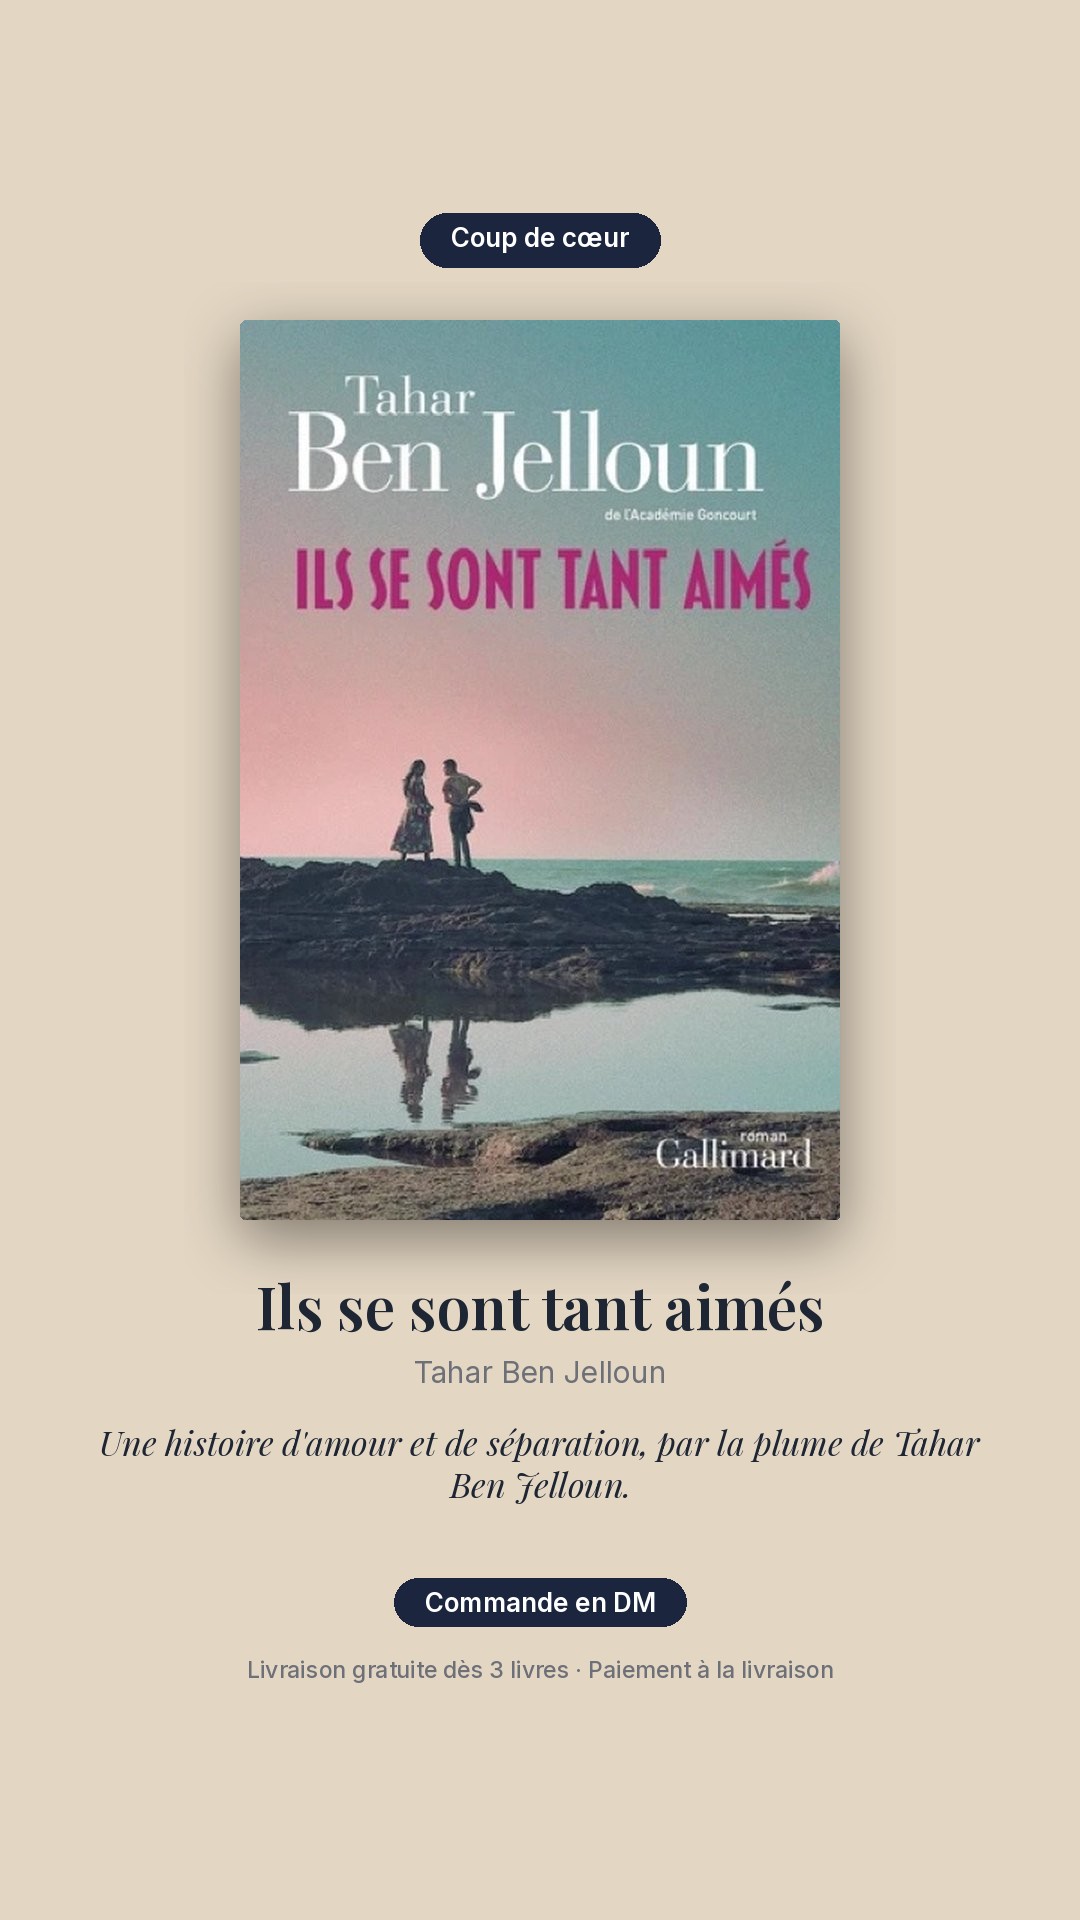 Coup de cœur
Tahar
Ben Jelloun
de l'Académie Goncourt
ILS SE SONT TANT AIMÉS
roman
Gallimard
Ils se sont tant aimés
Tahar Ben Jelloun
Une histoire d'amour et de séparation, par la plume de Tahar
Ben Jelloun.
Commande en DM
Livraison gratuite dès 3 livres · Paiement à la livraison